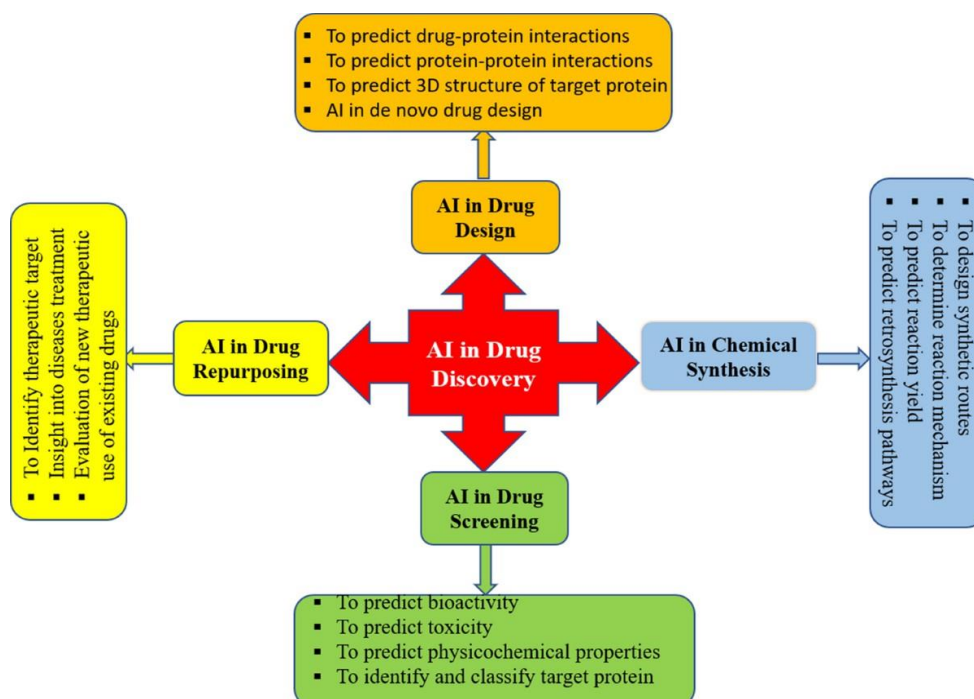 ▪ To predict drug-protein interactions
▪ To predict protein-protein interactions
▪ To predict 3D structure of target protein
▪ AI in de novo drug design
AI in Drug
Design
▪ To Identify therapeutic target
▪ Insight into diseases treatment
▪ Evaluation of new therapeutic
use of existing drugs
AI in Drug
Repurposing
AI in Drug
Discovery
AI in Chemical
Synthesis
▪ To design synthetic routes
▪ To determine reaction mechanism
▪ To predict reaction yield
▪ To predict retrosynthesis pathways
AI in Drug
Screening
▪ To predict bioactivity
▪ To predict toxicity
▪ To predict physicochemical properties
▪ To identify and classify target protein